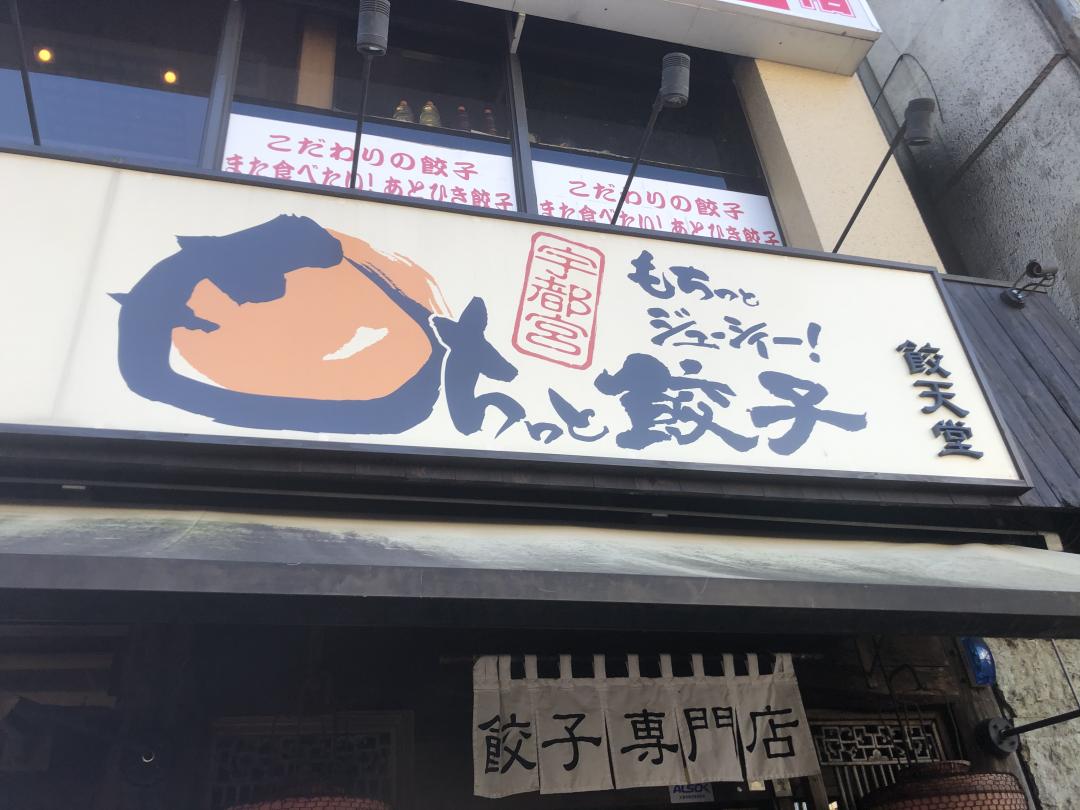 こだわりの餃子
また食べたい!あとひき餃子
こだわりの餃子
また食べたい!あとひき餃子
宇都宮
もちっと
ジューシィー!
もちっと餃子
餃天堂
餃子専門店
ALSOK